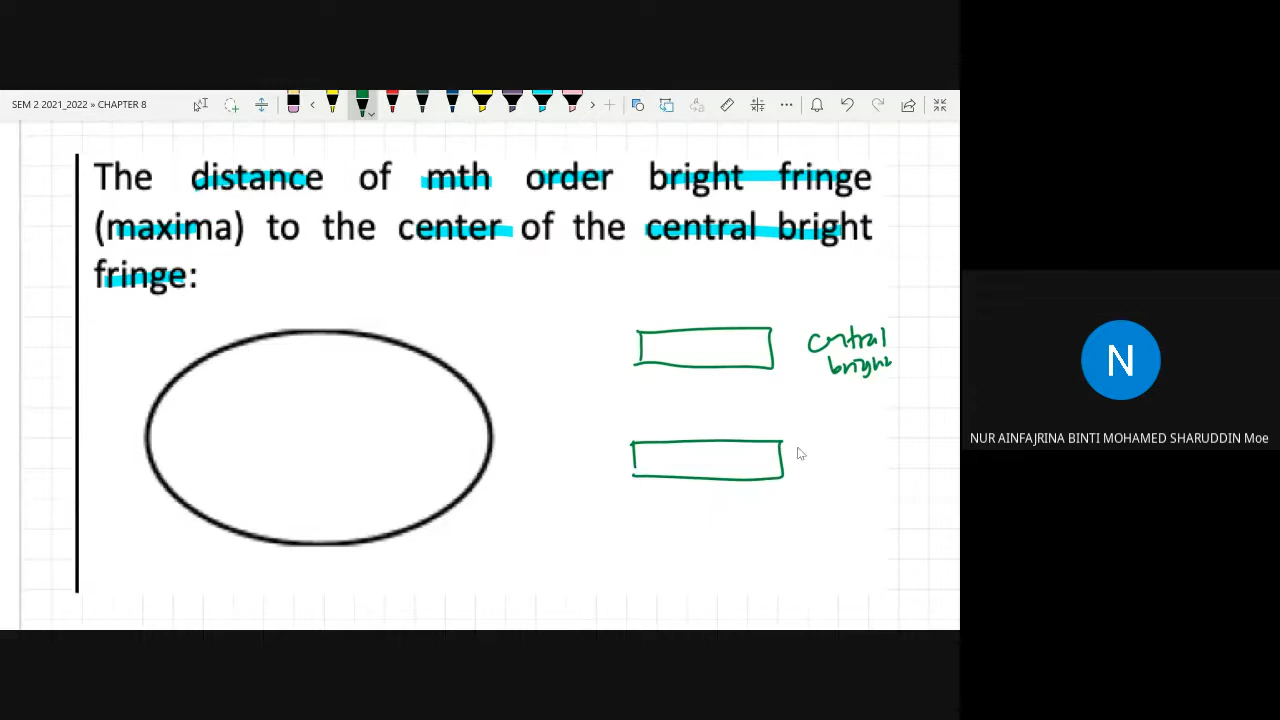 SEM 2 2021_2022 » CHAPTER 8
The distance of mth order bright fringe
(maxima) to the center of the central bright
fringe:
central
bright
N
NUR AINFAJRINA BINTI MOHAMED SHARUDDIN Moe